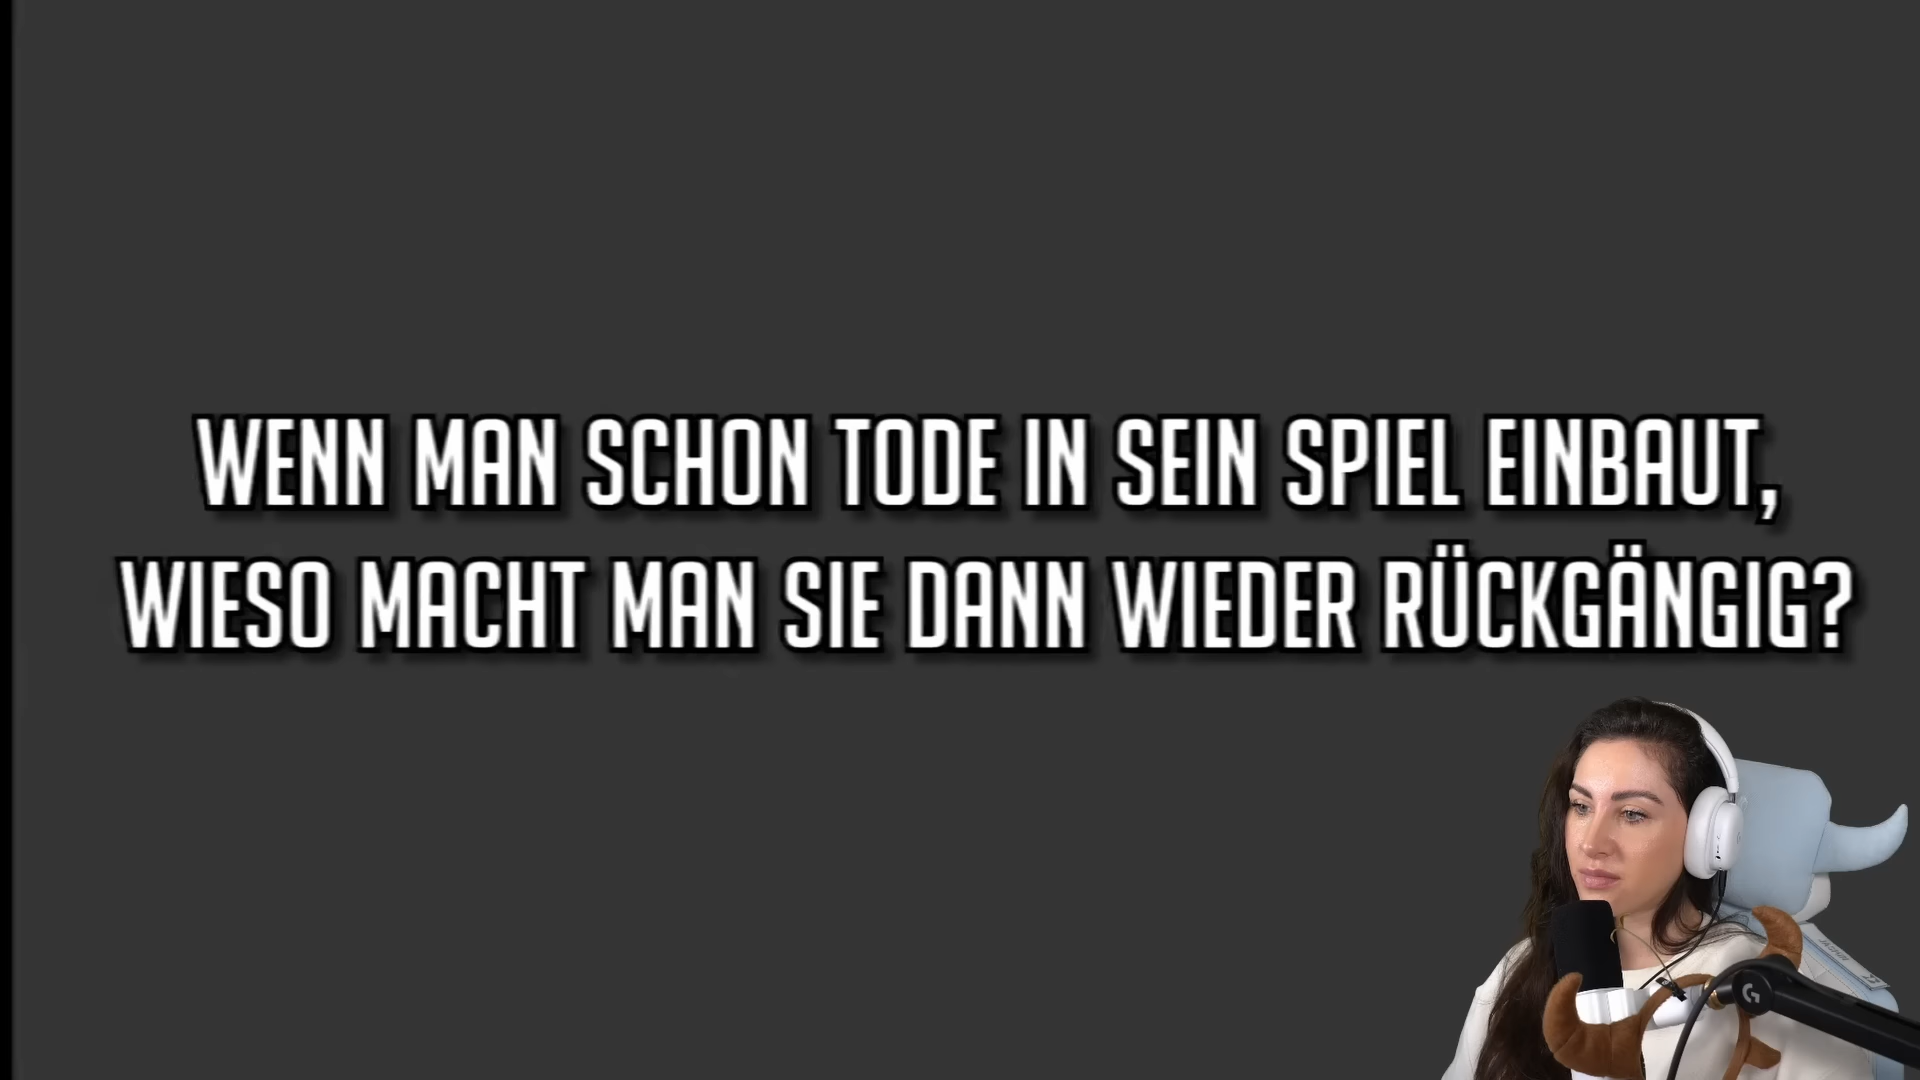 WENN MAN SCHON TODE IN SEIN SPIEL EINBAUT,
WIESO MACHT MAN SIE DANN WIEDER RÜCKGÄNGIG?